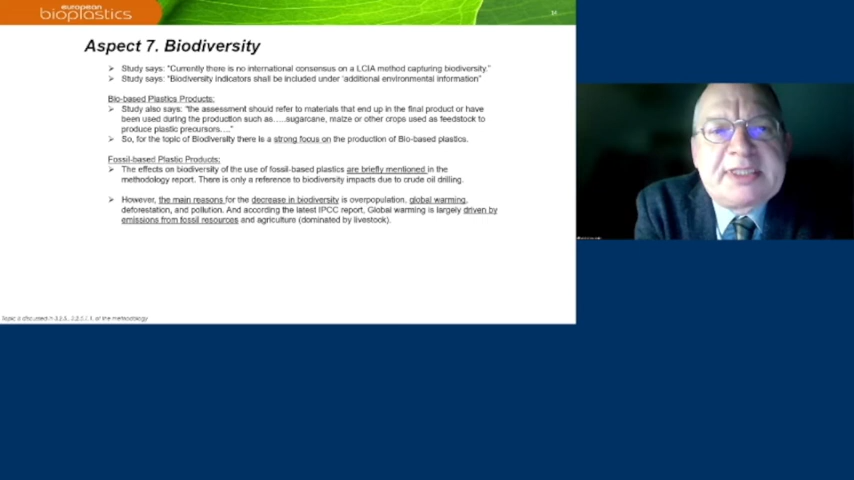 european
bioplastics
14
Aspect 7. Biodiversity
➢ Study says: "Currently there is no international consensus on a LCIA method capturing biodiversity."
➢ Study says: "Biodiversity indicators shall be included under 'additional environmental information"
Bio-based Plastics Products:
➢ Study also says: "the assessment should refer to materials that end up in the final product or have
been used during the production such as…..sugarcane, maize or other crops used as feedstock to
produce plastic precursors…."
➢ So, for the topic of Biodiversity there is a strong focus on the production of Bio-based plastics.
Fossil-based Plastic Products:
➢ The effects on biodiversity of the use of fossil-based plastics are briefly mentioned in the
methodology report. There is only a reference to biodiversity impacts due to crude oil drilling.
➢ However, the main reasons for the decrease in biodiversity is overpopulation, global warming,
deforestation, and pollution. And according the latest IPCC report, Global warming is largely driven by
emissions from fossil resources and agriculture (dominated by livestock).
discussed in of the methodology